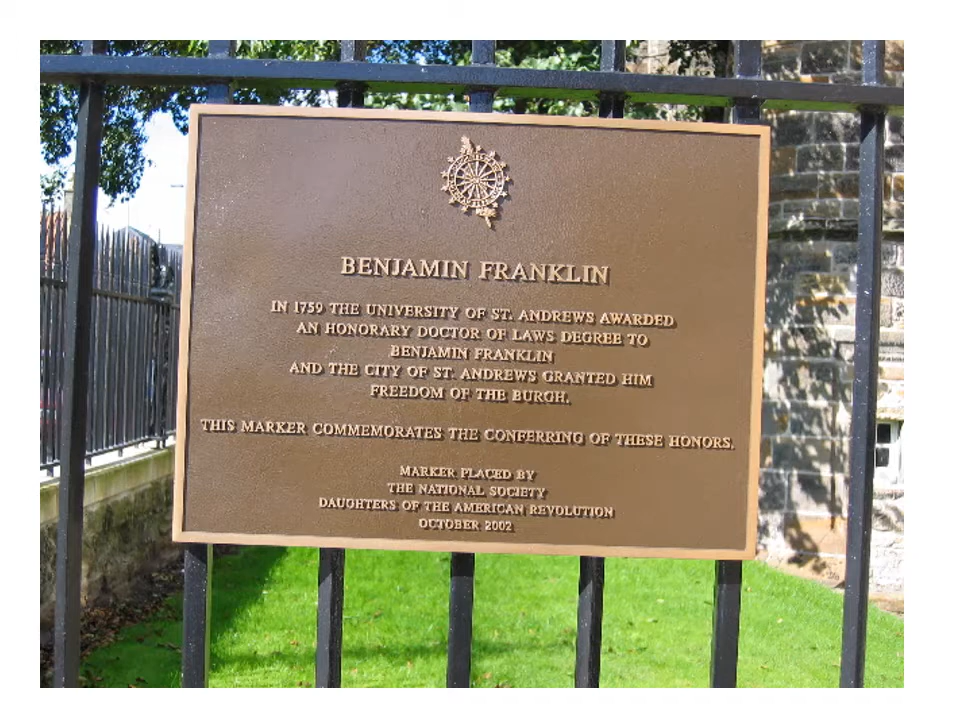 BENJAMIN FRANKLIN
IN 1759 THE UNIVERSITY OF ST. ANDREWS AWARDED
AN HONORARY DOCTOR OF LAWS DEGREE TO
BENJAMIN FRANKLIN
AND THE CITY OF ST. ANDREWS GRANTED HIM
FREEDOM OF THE BURGH.
THIS MARKER COMMEMORATES THE CONFERRING OF THESE HONORS.
MARKER PLACED BY
THE NATIONAL SOCIETY
DAUGHTERS OF THE AMERICAN REVOLUTION
OCTOBER 2002